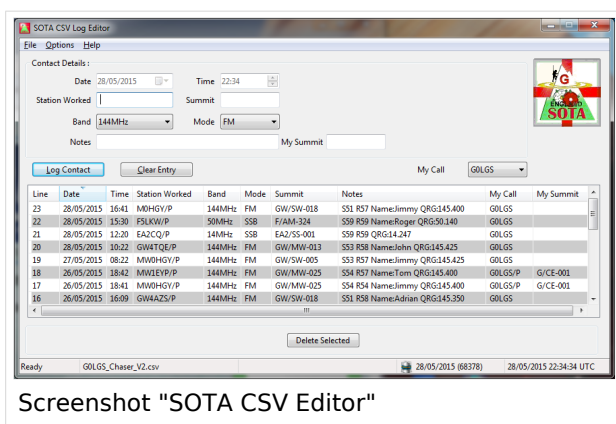 SOTA CSV Log Editor
File Options Help
Contact Details :
Date 28/05/2015 Time 22:34
Station Worked Summit
Band 144MHz Mode FM
Notes My Summit
Log Contact Clear Entry My Call G0LGS
Line Date Time Station Worked Band Mode Summit Notes My Call My Summit
23 28/05/2015 16:41 M0HGY/P 144MHz FM GW/SW-018 S51 R57 Name:Jimmy QRG:145.400 G0LGS
22 28/05/2015 15:30 F5LKW/P 50MHz SSB F/AM-324 S59 R59 Name:Roger QRG:50.140 G0LGS
21 28/05/2015 12:20 EA2CQ/P 14MHz SSB EA2/SS-001 S59 R59 QRG:14.247 G0LGS
20 28/05/2015 10:22 GW4TQE/P 144MHz FM GW/MW-013 S53 R58 Name:John QRG:145.425 G0LGS
19 27/05/2015 08:22 MW0HGY/P 144MHz FM GW/SW-005 S53 R57 Name:Jimmy QRG:145.425 G0LGS
18 26/05/2015 18:42 MW1EYP/P 144MHz FM GW/MW-025 S54 R57 Name:Tom QRG:145.400 G0LGS/P G/CE-001
17 26/05/2015 18:41 MW0HGY/P 144MHz FM GW/MW-025 S54 R54 Name:Jimmy QRG:145.400 G0LGS/P G/CE-001
16 26/05/2015 16:09 GW4AZS/P 144MHz FM GW/SW-018 S51 R58 Name:Adrian QRG:145.350 G0LGS
Delete Selected
Ready G0LGS_Chaser_V2.csv 28/05/2015 (68378) 28/05/2015 22:34:34 UTC
G
ENGLAND
SOTA
Screenshot "SOTA CSV Editor"